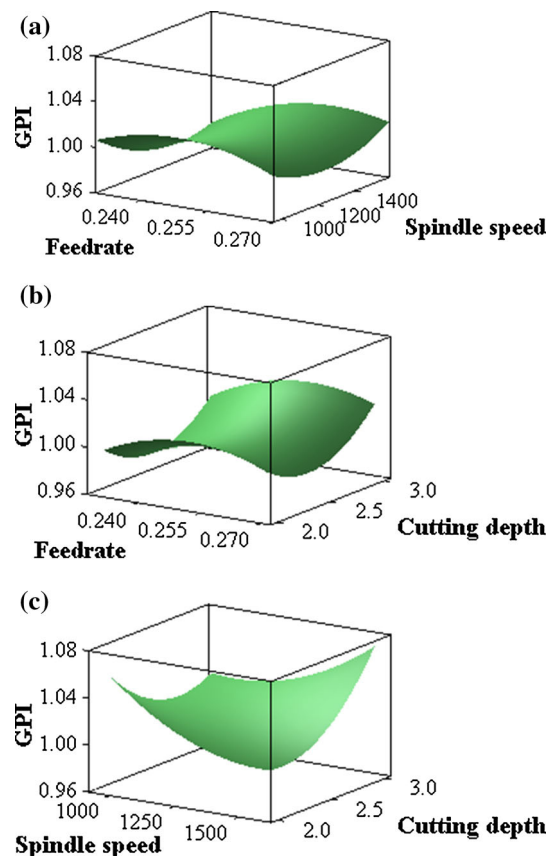 (a)
1.08
1.04
1.00
0.96
GPI
0.240
0.255
0.270
Feedrate
1000
1200
1400
Spindle speed
(b)
1.08
1.04
1.00
0.96
GPI
0.240
0.255
0.270
Feedrate
2.0
2.5
3.0
Cutting depth
(c)
1.08
1.04
1.00
0.96
GPI
1000
1250
1500
Spindle speed
2.0
2.5
3.0
Cutting depth